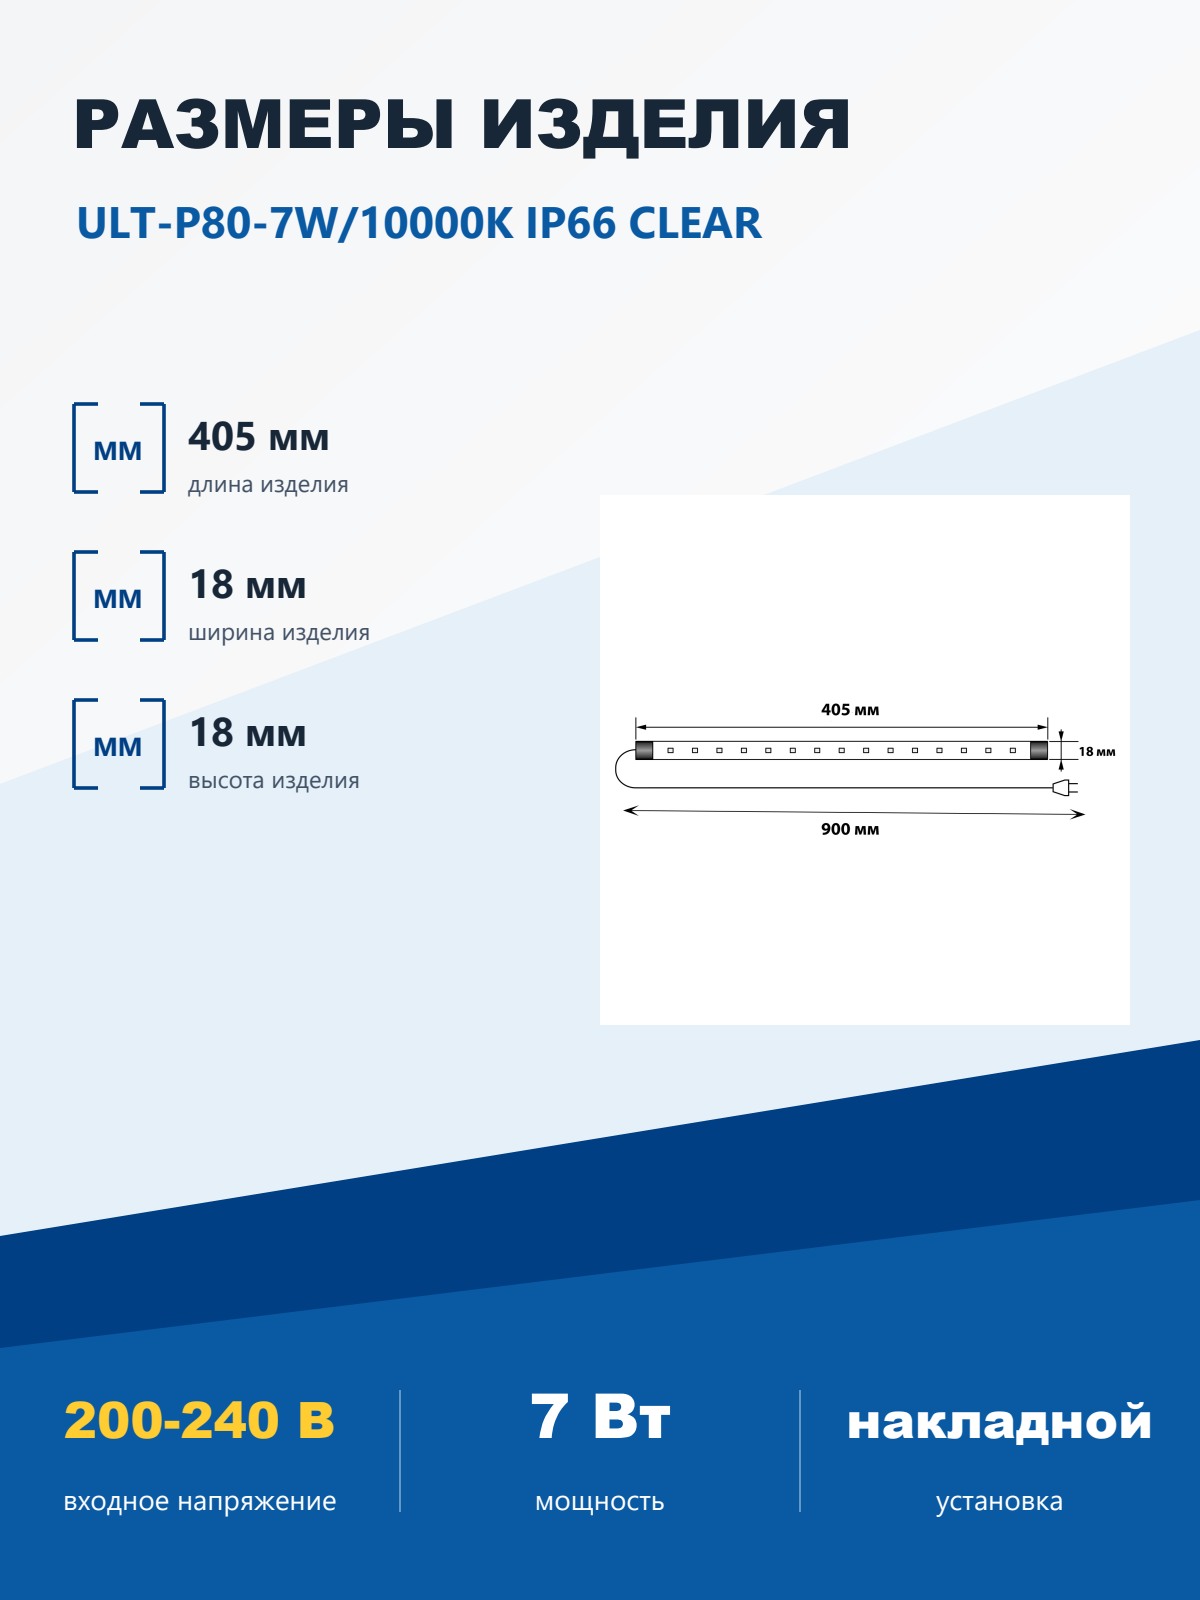 РАЗМЕРЫ ИЗДЕЛИЯ
ULT-P80-7W/10000K IP66 CLEAR
мм
405 мм
длина изделия
мм
18 мм
ширина изделия
мм
18 мм
высота изделия
405 мм
18 мм
900 мм
200-240 В
входное напряжение
7 Вт
мощность
накладной
установка